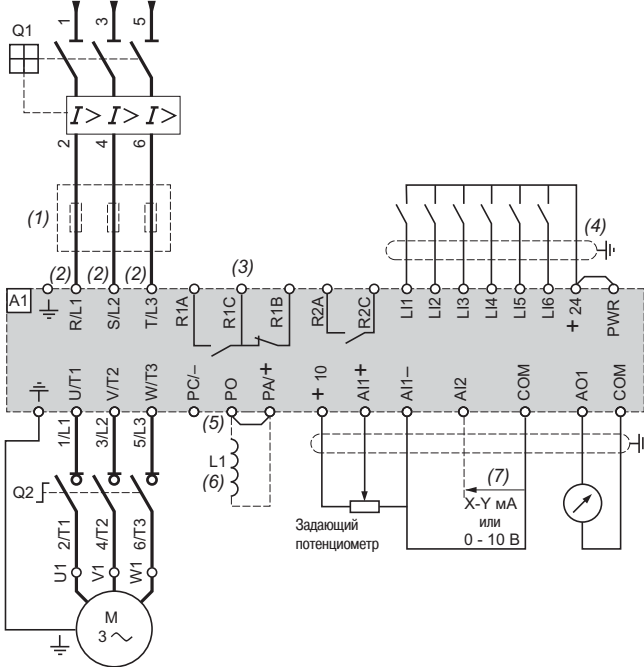 1 3 5
Q1
I> I> I>
2 4 6
(1)
(2) (2) (2) (3) (4)
A1
R/L1 S/L2 T/L3 R1A R1C R1B R2A R2C LI1 LI2 LI3 LI4 LI5 LI6 +24 PWR
U/T1 V/T2 W/T3 PC/– PO PA/+ +10 AI1+ AI1– AI2 COM AO1 COM
(5)
1/L1 3/L2 5/L3
L1
(6)
(7)
Q2
X-Y мА
или
0 - 10 В
Задающий
потенциометр
2/T1 4/T2 6/T3
U1 V1 W1
M
3